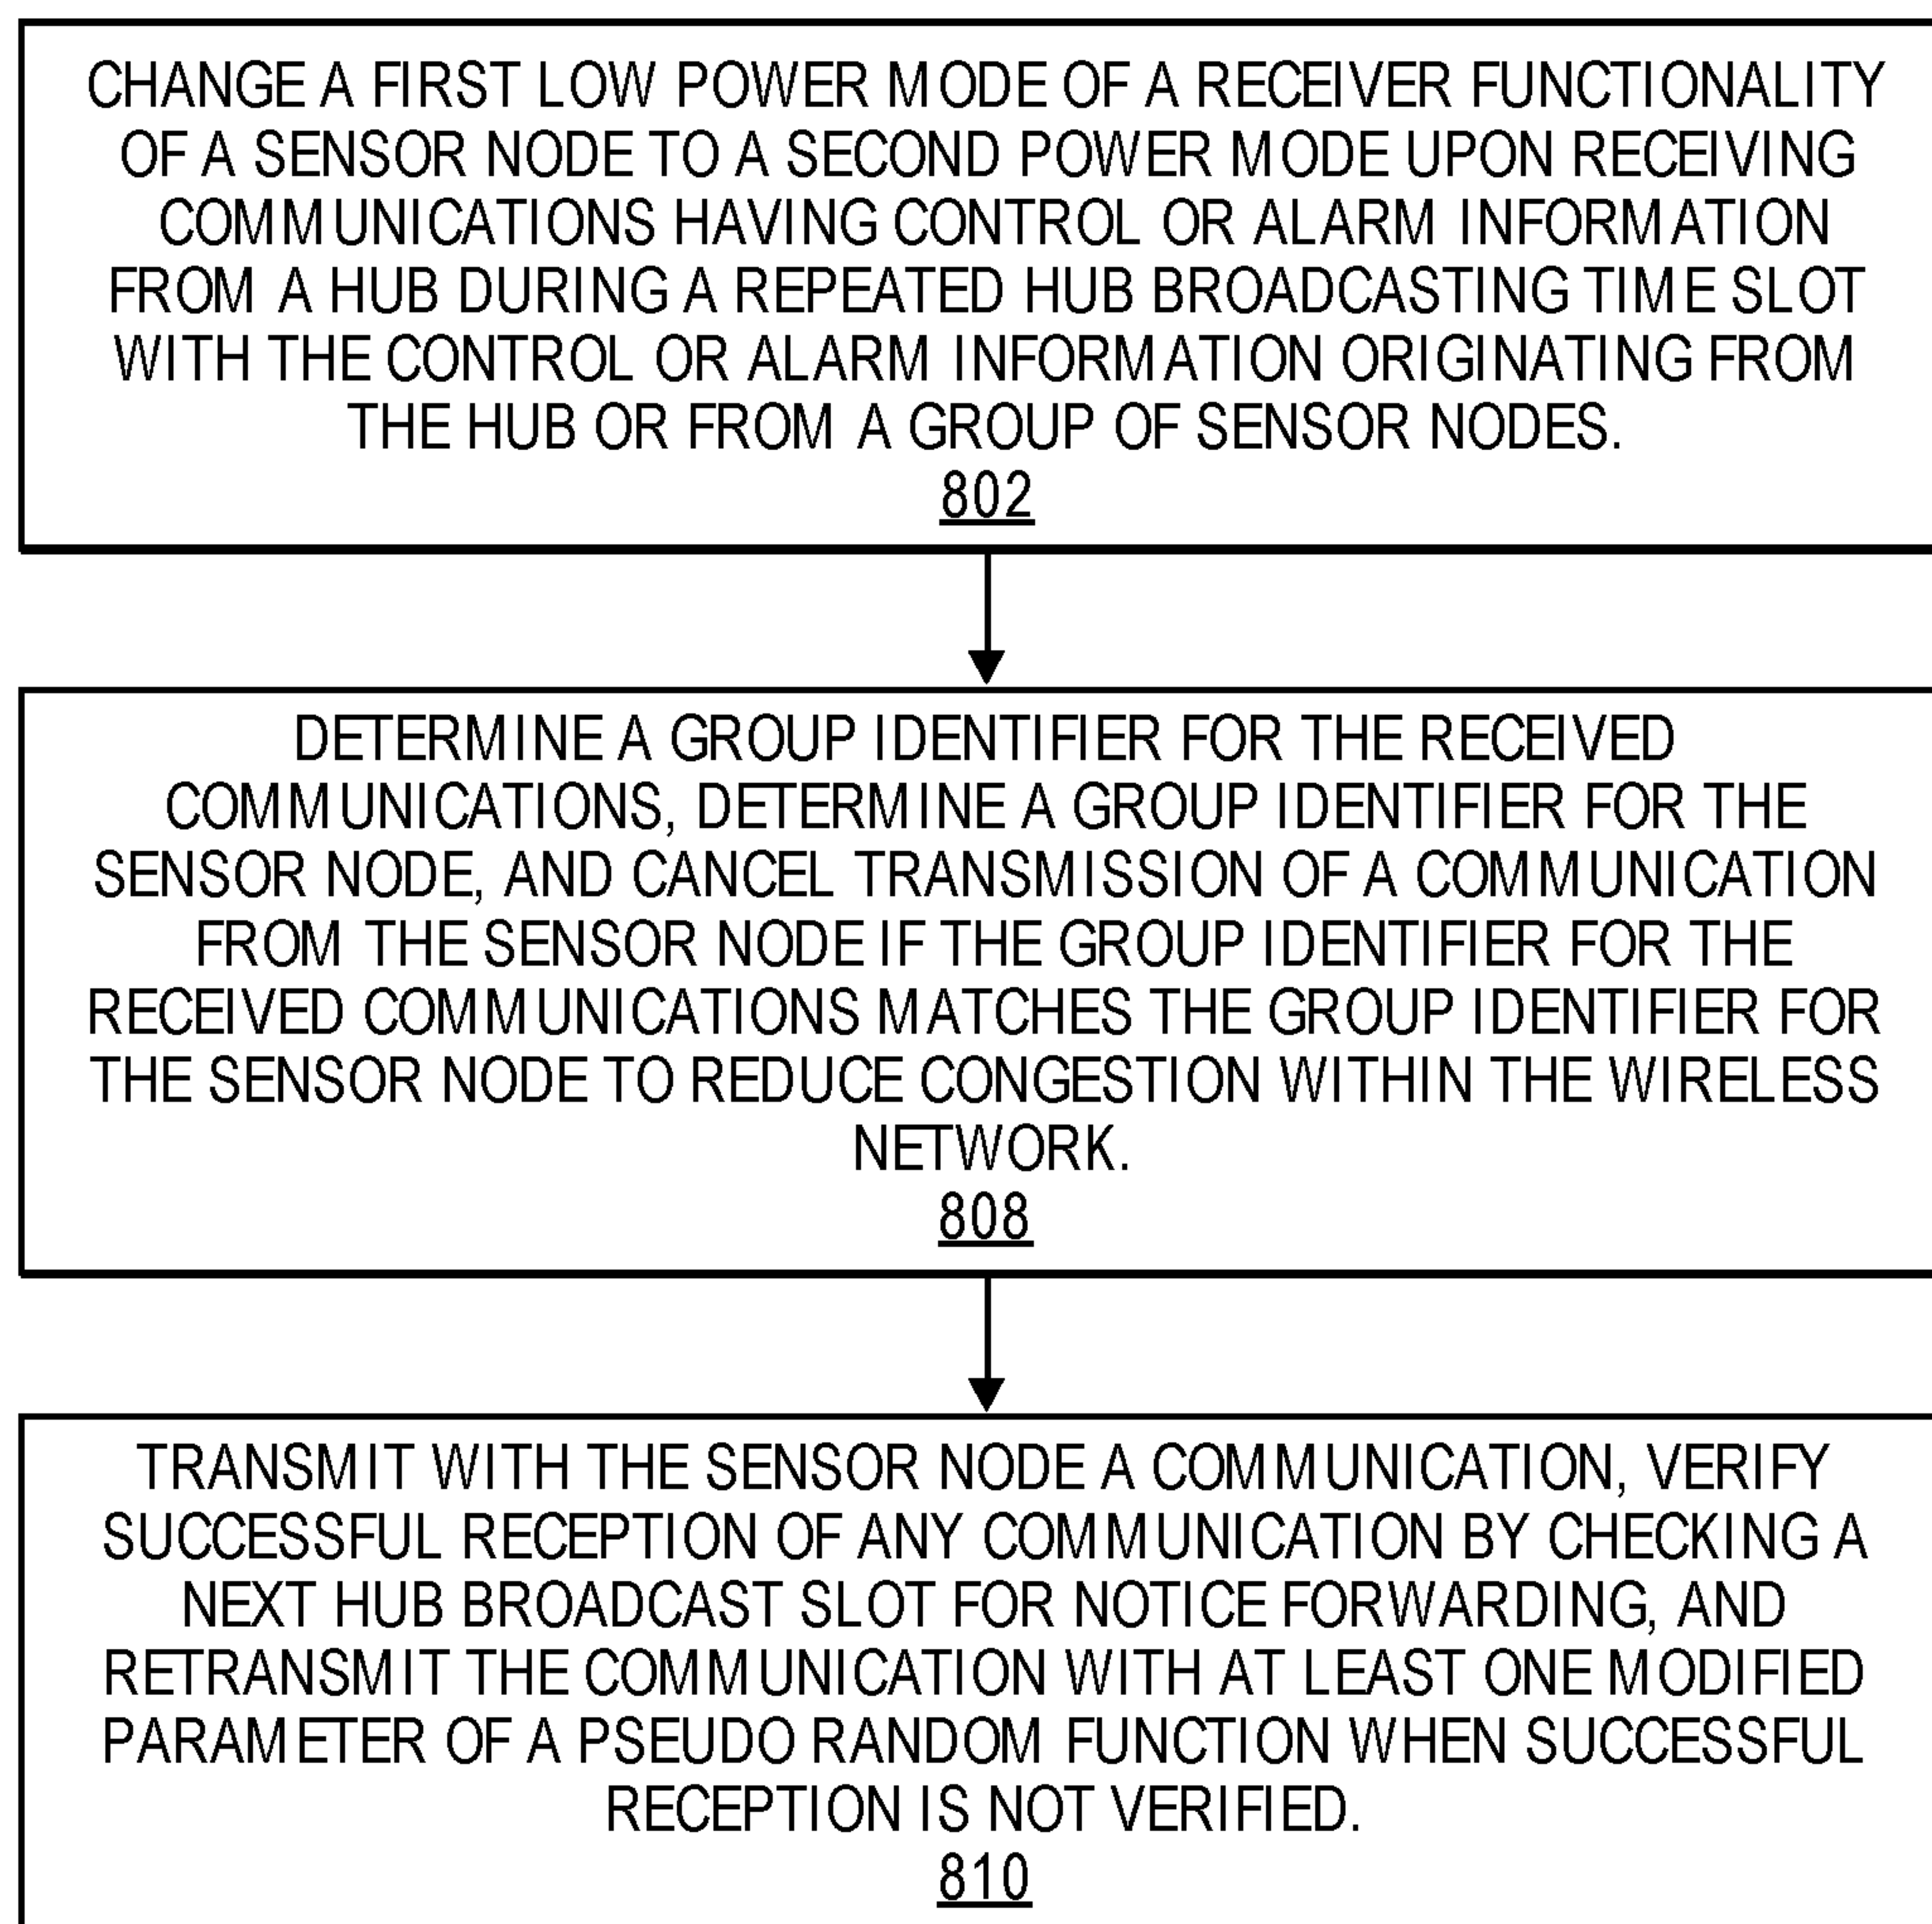 CHANGE A FIRST LOW POWER MODE OF A RECEIVER FUNCTIONALITY
OF A SENSOR NODE TO A SECOND POWER MODE UPON RECEIVING
COMMUNICATIONS HAVING CONTROL OR ALARM INFORMATION
FROM A HUB DURING A REPEATED HUB BROADCASTING TIME SLOT
WITH THE CONTROL OR ALARM INFORMATION ORIGINATING FROM
THE HUB OR FROM A GROUP OF SENSOR NODES.
802
DETERMINE A GROUP IDENTIFIER FOR THE RECEIVED
COMMUNICATIONS, DETERMINE A GROUP IDENTIFIER FOR THE
SENSOR NODE, AND CANCEL TRANSMISSION OF A COMMUNICATION
FROM THE SENSOR NODE IF THE GROUP IDENTIFIER FOR THE
RECEIVED COMMUNICATIONS MATCHES THE GROUP IDENTIFIER FOR
THE SENSOR NODE TO REDUCE CONGESTION WITHIN THE WIRELESS
NETWORK.
808
TRANSMIT WITH THE SENSOR NODE A COMMUNICATION, VERIFY
SUCCESSFUL RECEPTION OF ANY COMMUNICATION BY CHECKING A
NEXT HUB BROADCAST SLOT FOR NOTICE FORWARDING, AND
RETRANSMIT THE COMMUNICATION WITH AT LEAST ONE MODIFIED
PARAMETER OF A PSEUDO RANDOM FUNCTION WHEN SUCCESSFUL
RECEPTION IS NOT VERIFIED.
810